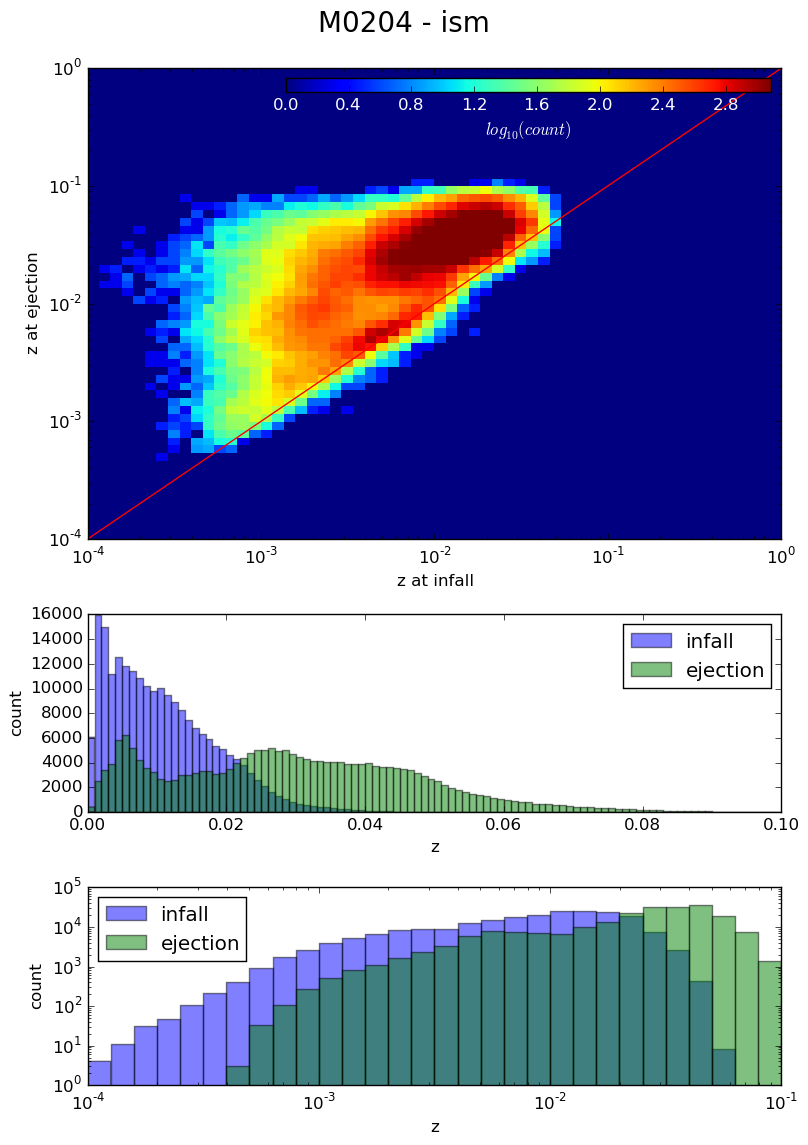 M0204 - ism
10^0
10^-1
10^-2
10^-3
10^-4
z at ejection
0.0 0.4 0.8 1.2 1.6 2.0 2.4 2.8
log_10(count)
10^-4 10^-3 10^-2 10^-1 10^0
z at infall
16000
14000
12000
10000
8000
6000
4000
2000
0
count
infall
ejection
0.00 0.02 0.04 0.06 0.08 0.10
z
10^5
10^4
10^3
10^2
10^1
10^0
count
infall
ejection
10^-4 10^-3 10^-2 10^-1
z